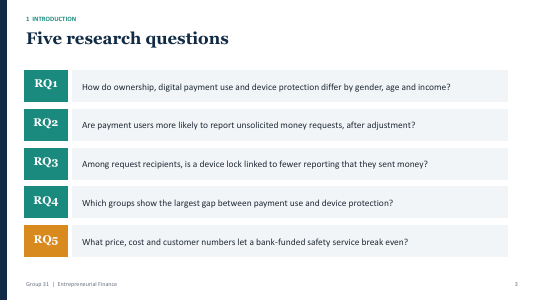 1 INTRODUCTION
Five research questions
RQ1
How do ownership, digital payment use and device protection differ by gender, age and income?
RQ2
Are payment users more likely to report unsolicited money requests, after adjustment?
RQ3
Among request recipients, is a device lock linked to fewer reporting that they sent money?
RQ4
Which groups show the largest gap between payment use and device protection?
RQ5
What price, cost and customer numbers let a bank-funded safety service break even?
Group 31 | Entrepreneurial Finance
3